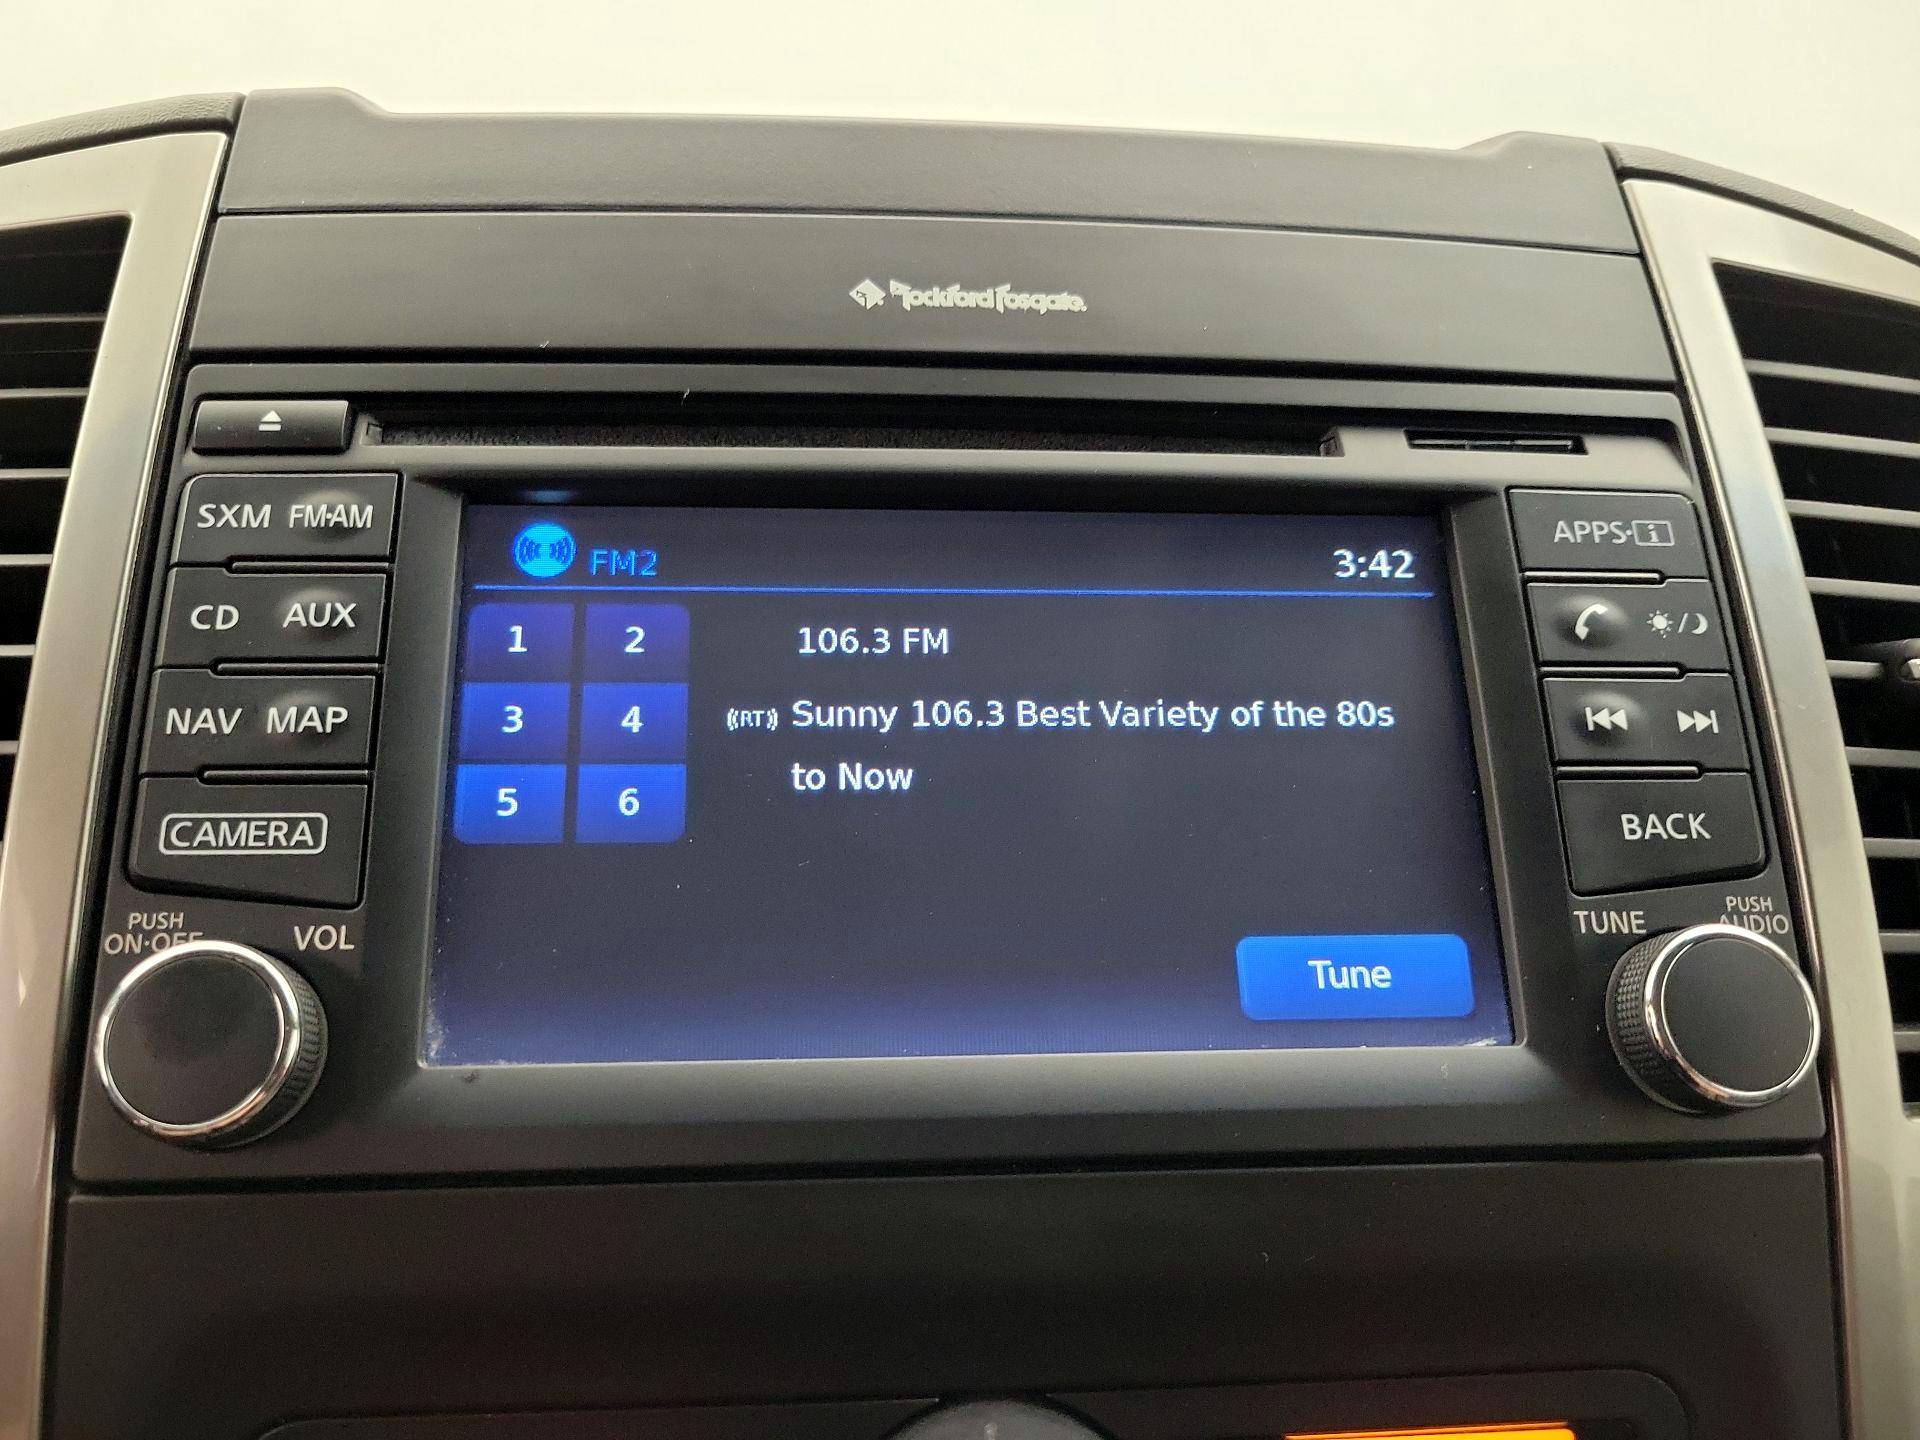 Rockford Fosgate
SXM FM·AM
CD AUX
NAV MAP
CAMERA
PUSH
ON·OFF
VOL
FM2
3:42
1 2
3 4
5 6
106.3 FM
((RT)) Sunny 106.3 Best Variety of the 80s
to Now
Tune
APPS·i
BACK
TUNE
PUSH
AUDIO